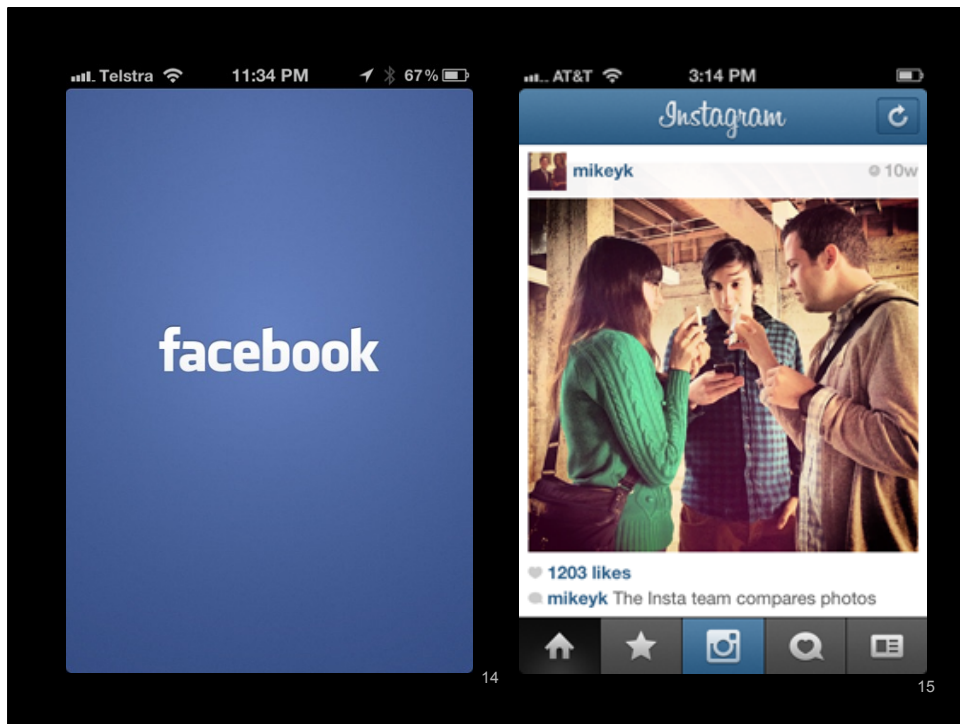 Telstra 11:34 PM 67%
facebook
14
AT&T 3:14 PM
Instagram
mikeyk 10w
1203 likes
mikeyk The Insta team compares photos
15